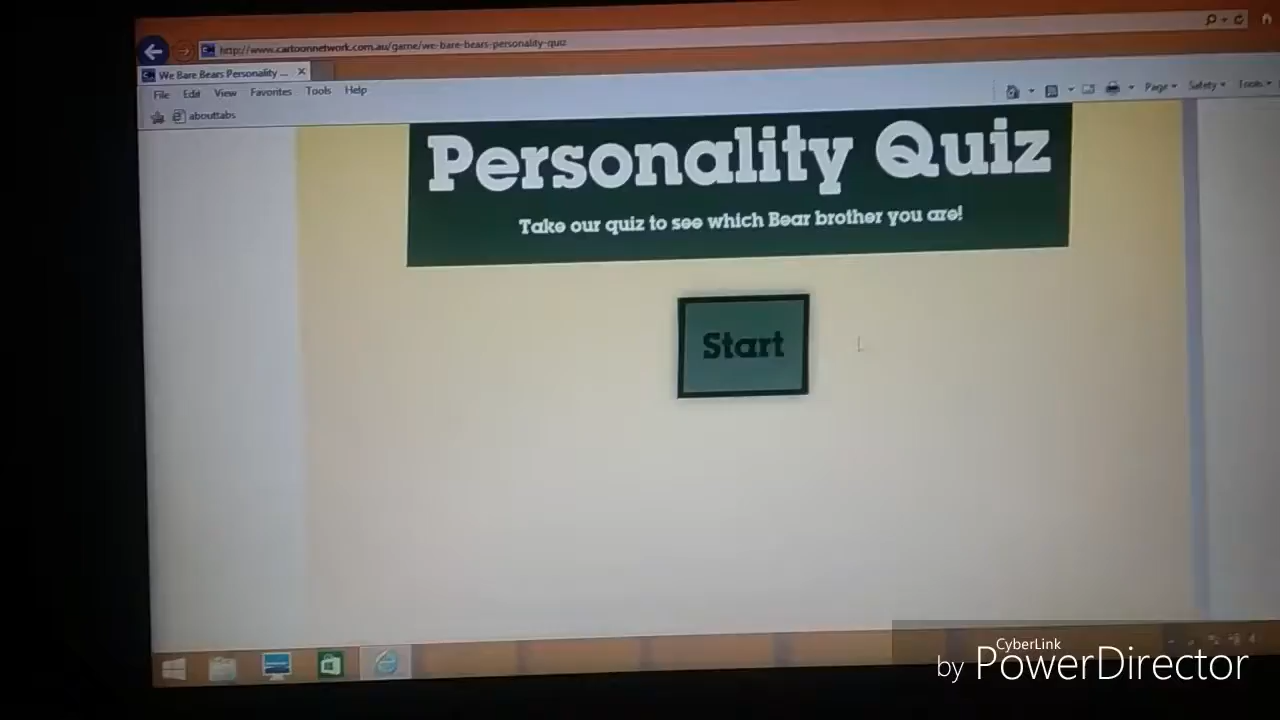 http://www.cartoonnetwork.com.au/game/we-bare-bears-personality-quiz
We Bare Bears Personality ...
File Edit View Favorites Tools Help
Page Safety Tools
abouttabs
Personality Quiz
Take our quiz to see which Bear brother you are!
Start
CyberLink
by PowerDirector